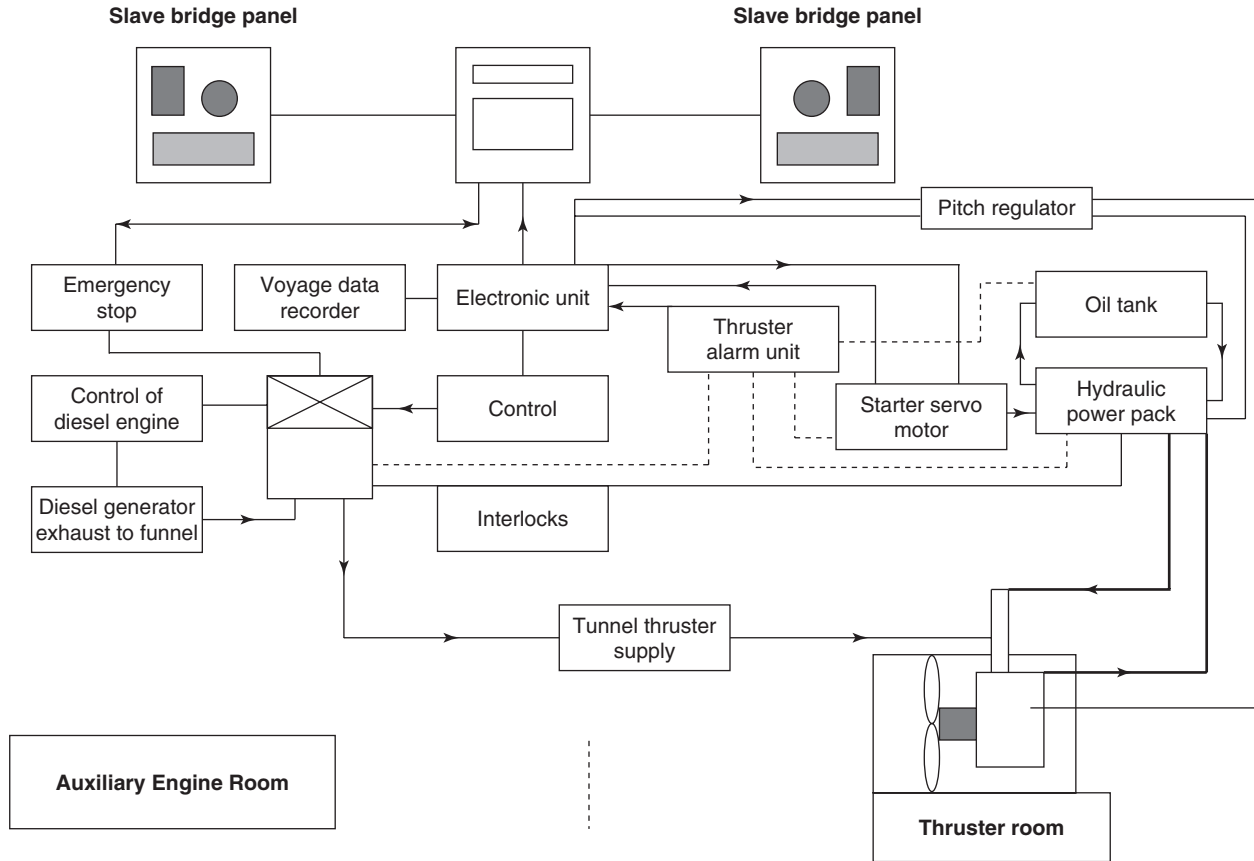 Slave bridge panel
Slave bridge panel
Pitch regulator
Emergency
stop
Voyage data
recorder
Electronic unit
Oil tank
Thruster
alarm unit
Control of
diesel engine
Control
Starter servo
motor
Hydraulic
power pack
Diesel generator
exhaust to funnel
Interlocks
Tunnel thruster
supply
Auxiliary Engine Room
Thruster room